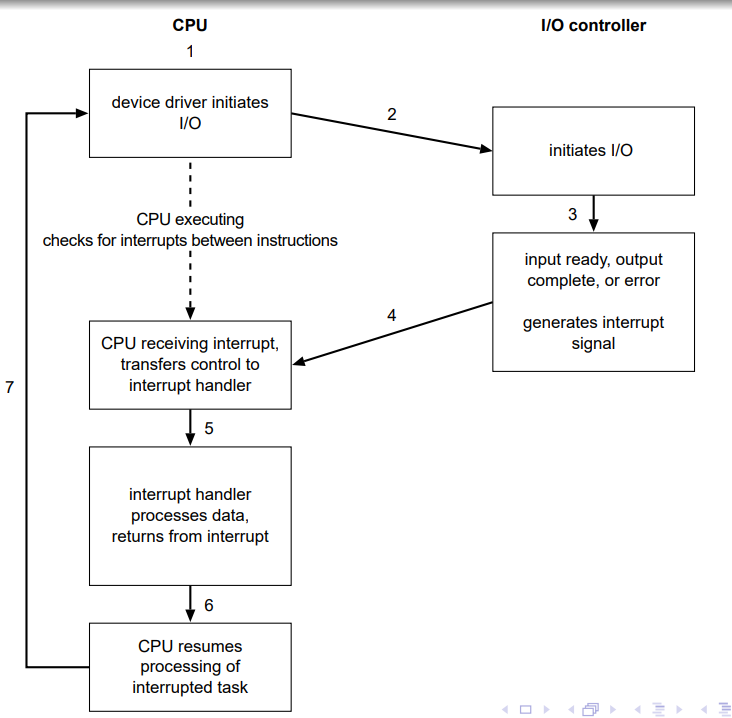 CPU
I/O controller
1
device driver initiates
I/O
2
initiates I/O
3
CPU executing
checks for interrupts between instructions
input ready, output
complete, or error
generates interrupt
signal
4
CPU receiving interrupt,
transfers control to
interrupt handler
7
5
interrupt handler
processes data,
returns from interrupt
6
CPU resumes
processing of
interrupted task